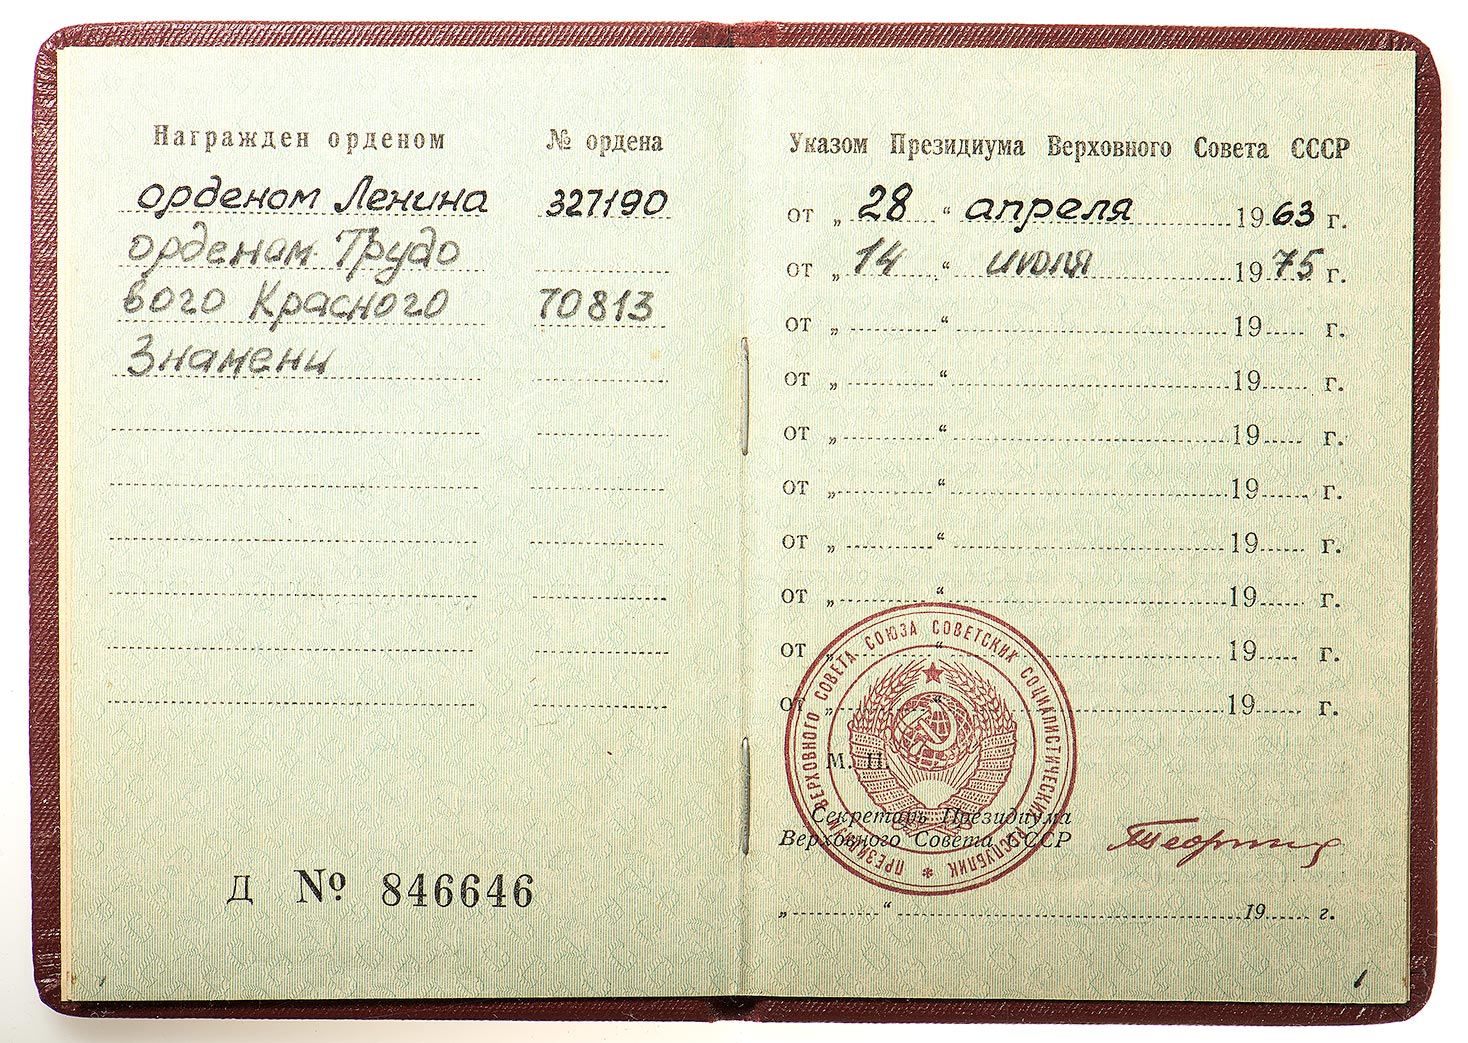 Награжден орденом № ордена
орденом Ленина 327190
орденам Трудо
вого Красного 70813
Знамени
Д № 846646
Указом Президиума Верховного Совета СССР
от „ 28 “ апреля 1963 г.
от „ 14 “ июля 1975 г.
от „ “ 19 г.
от „ “ 19 г.
от „ “ 19 г.
от „ “ 19 г.
от „ “ 19 г.
от „ “ 19 г.
от „ “ 19 г.
от „ “ 19 г.
М. П.
Секретарь Президиума
Верховного Совета СССР
„ “ 19 г.
ПРЕЗИДИУМ ВЕРХОВНОГО СОВЕТА СОЮЗА СОВЕТСКИХ СОЦИАЛИСТИЧЕСКИХ РЕСПУБЛИК *